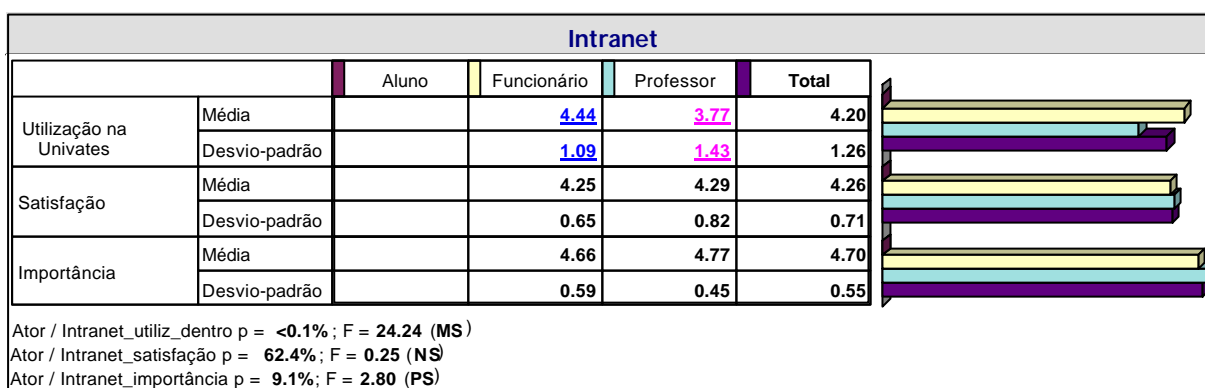 Intranet
Aluno Funcionário Professor Total
Utilização na Univates Média 4.44 3.77 4.20
Desvio-padrão 1.09 1.43 1.26
Satisfação Média 4.25 4.29 4.26
Desvio-padrão 0.65 0.82 0.71
Importância Média 4.66 4.77 4.70
Desvio-padrão 0.59 0.45 0.55
Ator / Intranet_utiliz_dentro p = <0.1% ; F = 24.24 (MS)
Ator / Intranet_satisfação p = 62.4% ; F = 0.25 (NS)
Ator / Intranet_importância p = 9.1%; F = 2.80 (PS)